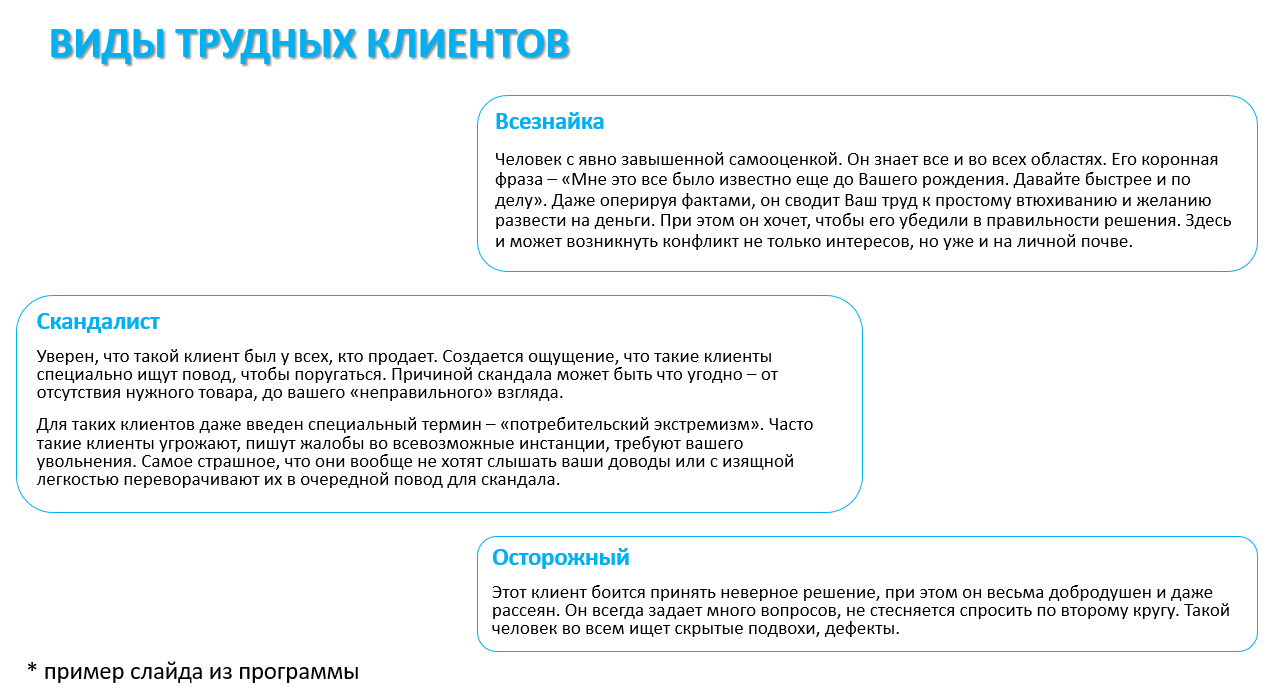 ВИДЫ ТРУДНЫХ КЛИЕНТОВ
Всезнайка
Человек с явно завышенной самооценкой. Он знает все и во всех областях. Его коронная
фраза – «Мне это все было известно еще до Вашего рождения. Давайте быстрее и по
делу». Даже оперируя фактами, он сводит Ваш труд к простому втюхиванию и желанию
развести на деньги. При этом он хочет, чтобы его убедили в правильности решения. Здесь
и может возникнуть конфликт не только интересов, но уже и на личной почве.
Скандалист
Уверен, что такой клиент был у всех, кто продает. Создается ощущение, что такие клиенты
специально ищут повод, чтобы поругаться. Причиной скандала может быть что угодно – от
отсутствия нужного товара, до вашего «неправильного» взгляда.
Для таких клиентов даже введен специальный термин – «потребительский экстремизм». Часто
такие клиенты угрожают, пишут жалобы во всевозможные инстанции, требуют вашего
увольнения. Самое страшное, что они вообще не хотят слышать ваши доводы или с изящной
легкостью переворачивают их в очередной повод для скандала.
Осторожный
Этот клиент боится принять неверное решение, при этом он весьма добродушен и даже
рассеян. Он всегда задает много вопросов, не стесняется спросить по второму кругу. Такой
человек во всем ищет скрытые подвохи, дефекты.
* пример слайда из программы